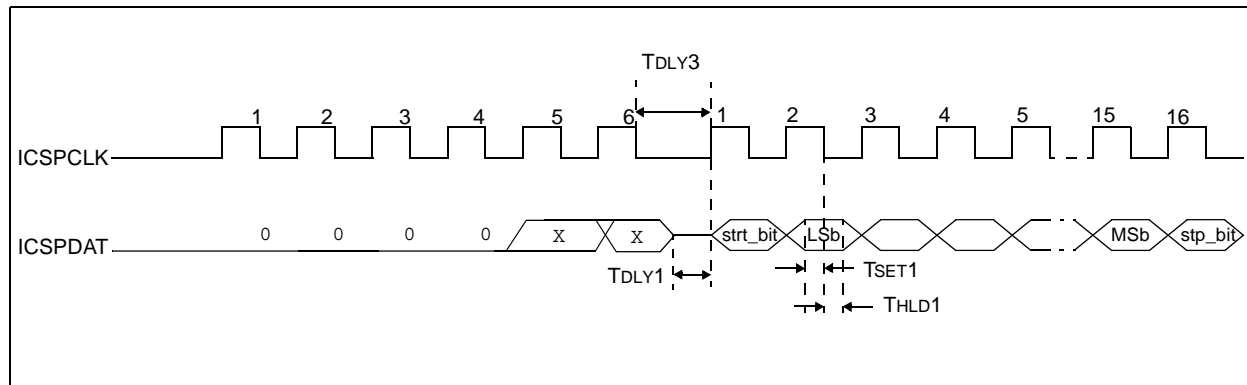 TDLY3
1 2 3 4 5 6 1 2 3 4 5 15 16
ICSPCLK
0 0 0 0 X X strt_bit LSb MSb stp_bit
ICSPDAT
TDLY1 TSET1
THLD1